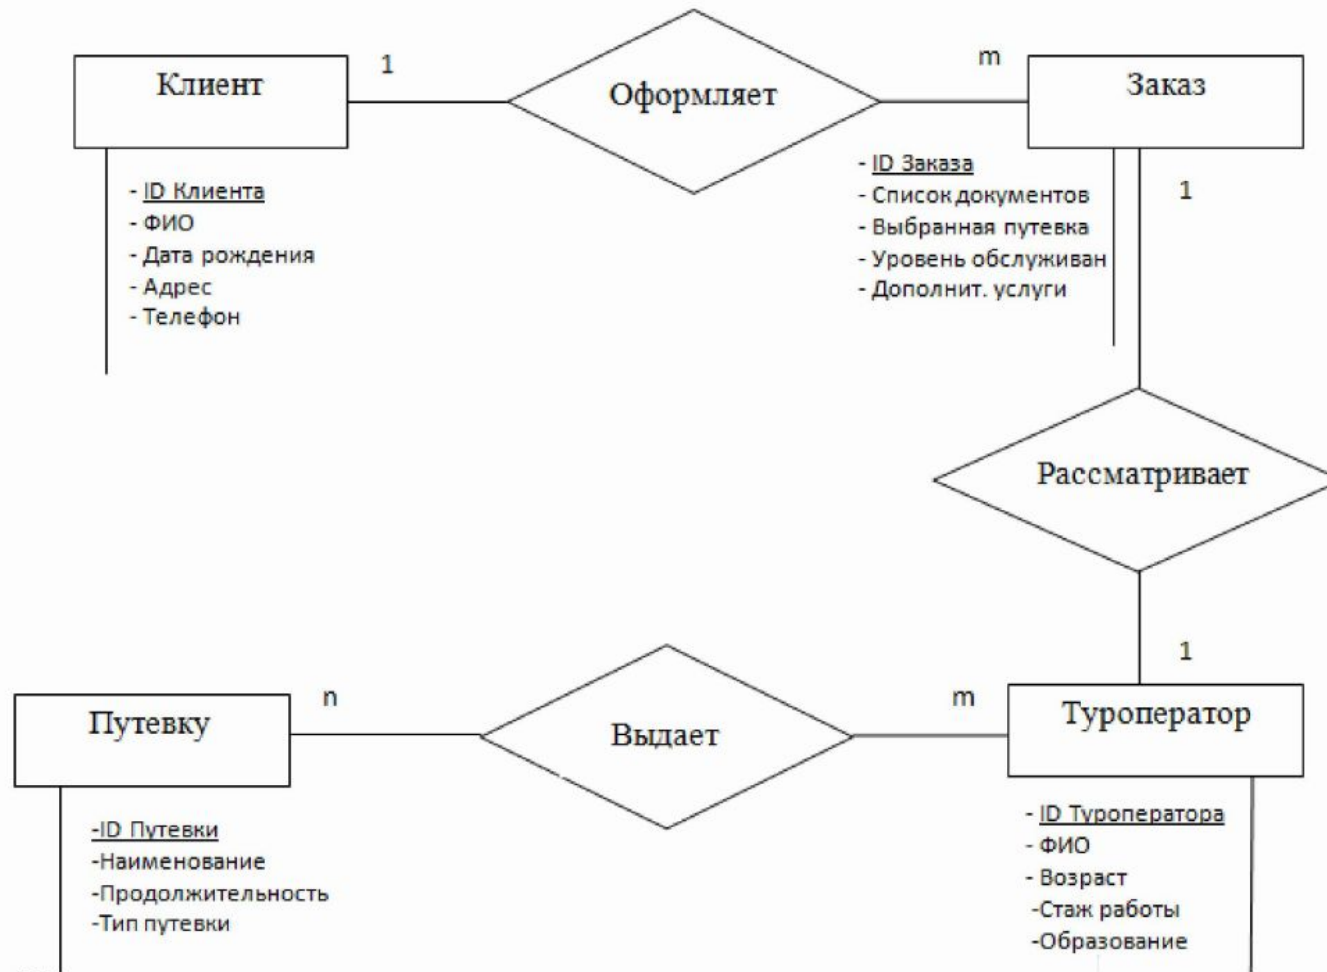 Клиент
1
Оформляет
m
Заказ
- ID Клиента
- ФИО
- Дата рождения
- Адрес
- Телефон
- ID Заказа
- Список документов
- Выбранная путевка
- Уровень обслуживан
- Дополнит. услуги
1
Рассматривает
1
Путевку
n
Выдает
m
Туроператор
-ID Путевки
-Наименование
-Продолжительность
-Тип путевки
- ID Туроператора
- ФИО
- Возраст
-Стаж работы
-Образование